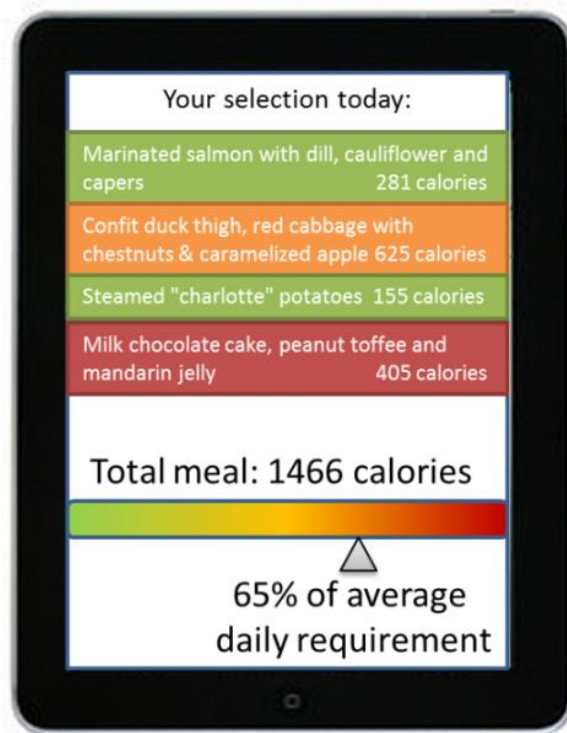 Your selection today:
Marinated salmon with dill, cauliflower and
capers 281 calories
Confit duck thigh, red cabbage with
chestnuts & caramelized apple 625 calories
Steamed "charlotte" potatoes 155 calories
Milk chocolate cake, peanut toffee and
mandarin jelly 405 calories
Total meal: 1466 calories
65% of average
daily requirement